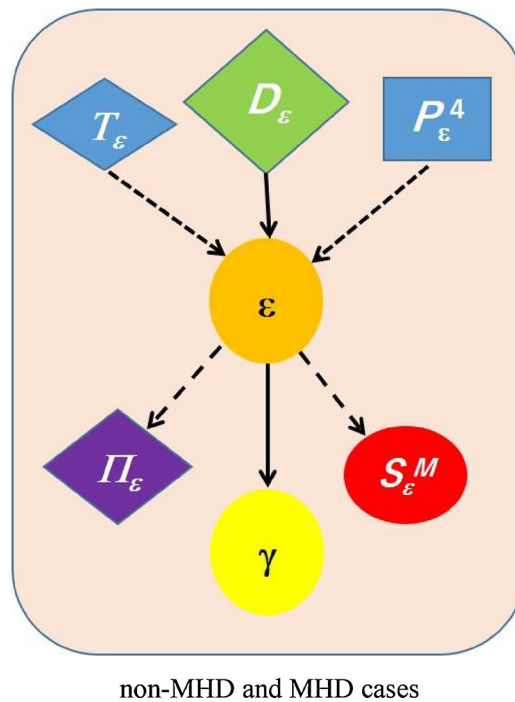 T_ε
D_ε
P_ε^4
ε
Π_ε
S_ε^M
γ
non-MHD and MHD cases